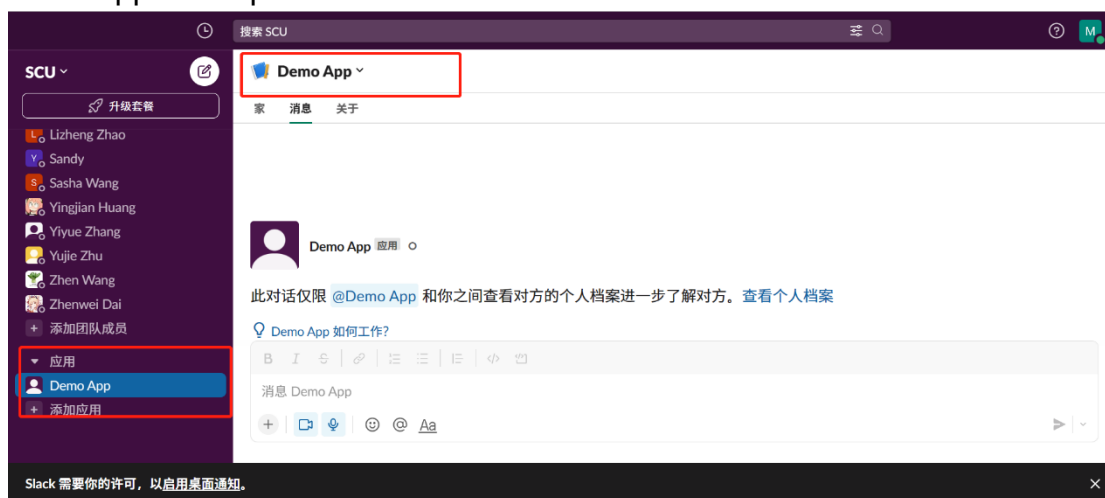 搜索 SCU
M
SCU
升级套餐
L Lizheng Zhao
Y Sandy
S Sasha Wang
Yingjian Huang
Yiyue Zhang
Yujie Zhu
Zhen Wang
Zhenwei Dai
+ 添加团队成员
应用
Demo App
+ 添加应用
Demo App
家 消息 关于
Demo App 应用
此对话仅限 @Demo App 和你之间查看对方的个人档案进一步了解对方。查看个人档案
Demo App 如何工作?
B I S
消息 Demo App
+ @ Aa
Slack 需要你的许可，以启用桌面通知。